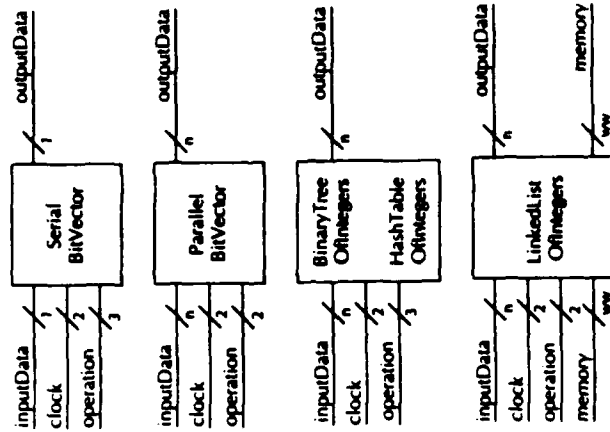 inputData
1
clock
2
operation
3
Serial
BitVector
outputData
1
inputData
n
clock
2
operation
2
Parallel
BitVector
outputData
n
inputData
n
clock
2
operation
3
BinaryTree
OfIntegers
HashTable
OfIntegers
outputData
n
inputData
n
clock
2
operation
2
memory
ww
LinkedList
OfIntegers
outputData
n
memory
ww